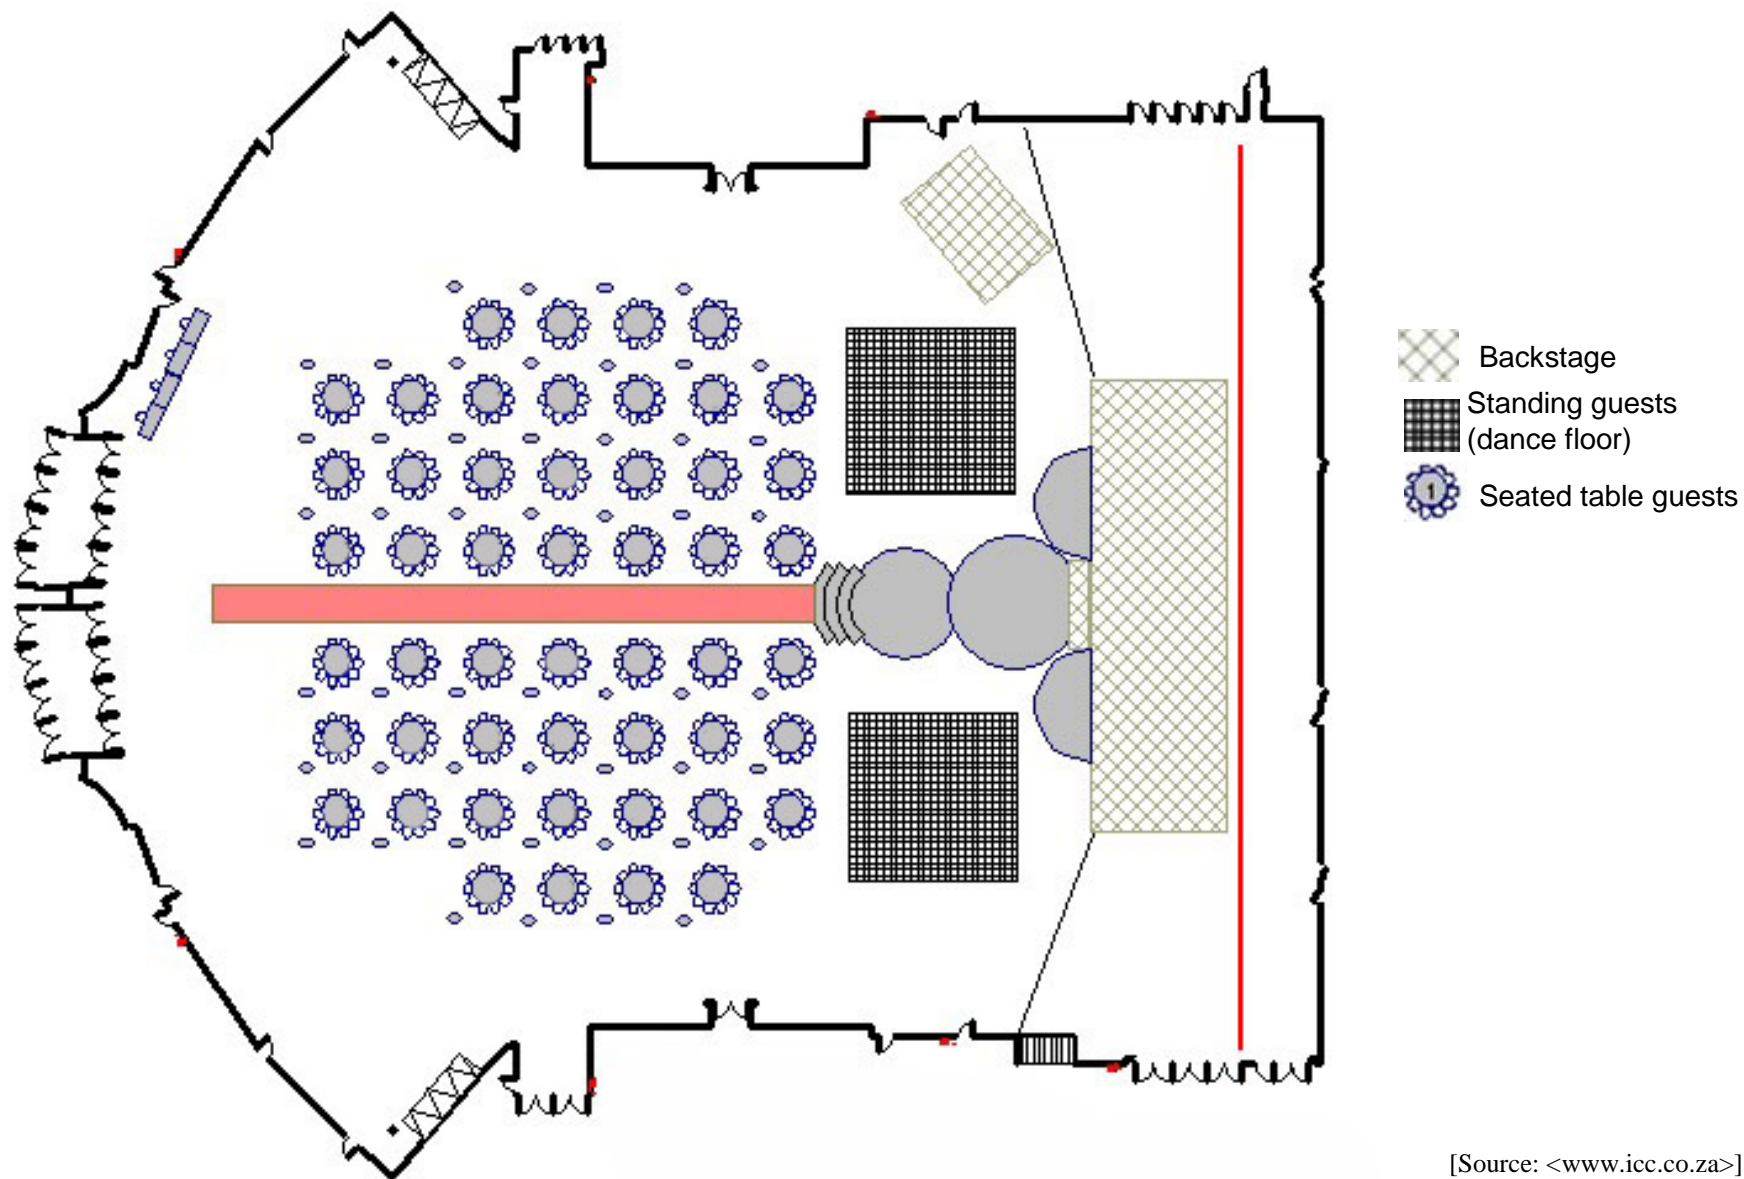 Backstage
Standing guests
(dance floor)
1
Seated table guests
[Source: <www.icc.co.za>]